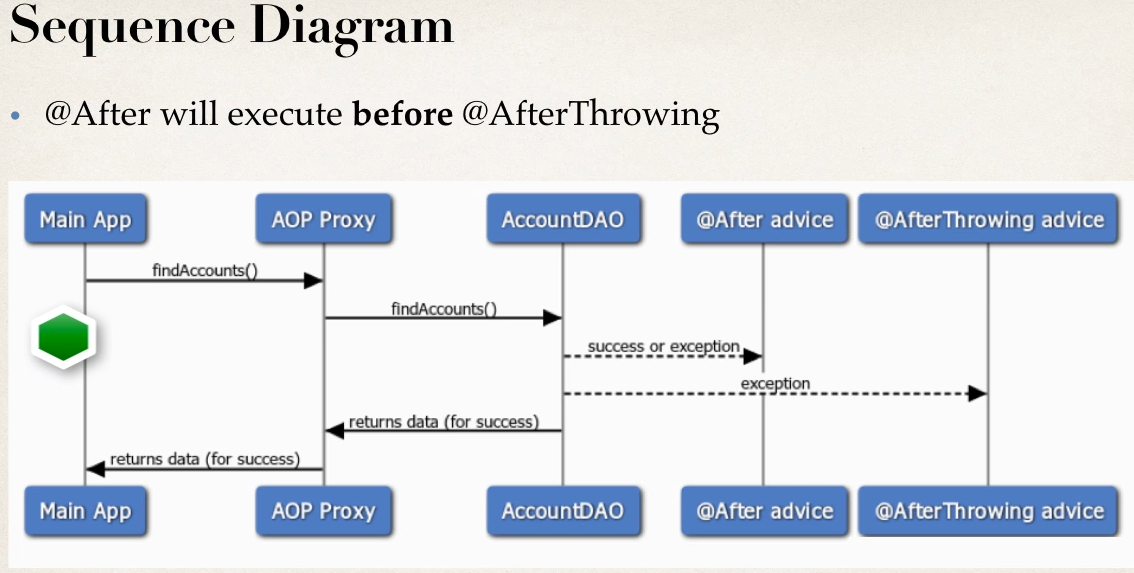 Sequence Diagram
• @After will execute before @AfterThrowing
Main App AOP Proxy AccountDAO @After advice @AfterThrowing advice
findAccounts()
findAccounts()
success or exception
exception
returns data (for success)
returns data (for success)
Main App AOP Proxy AccountDAO @After advice @AfterThrowing advice